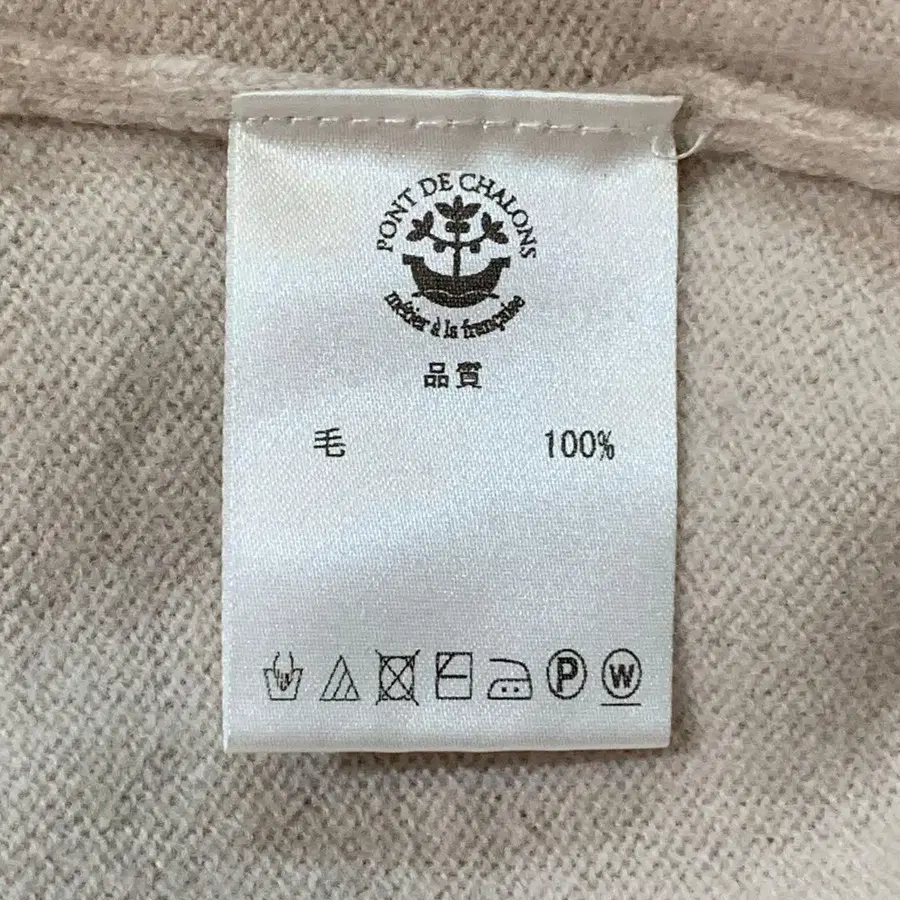 PONT DE CHALONS
métier à la française
品質
毛 100%
P W